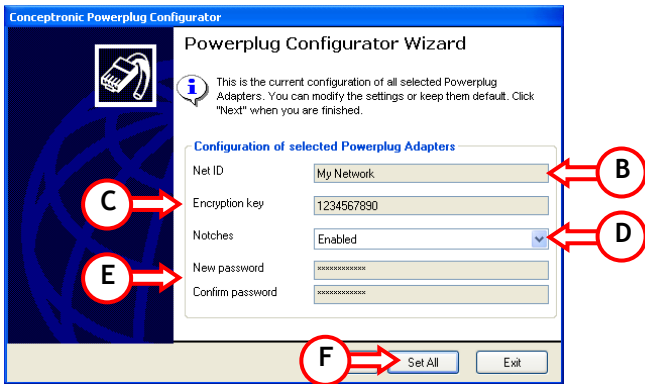 Conceptronic Powerplug Configurator
Powerplug Configurator Wizard
This is the current configuration of all selected Powerplug
Adapters. You can modify the settings or keep them default. Click
"Next" when you are finished.
Configuration of selected Powerplug Adapters
Net ID
My Network
B
C
Encryption key
1234567890
Notches
Enabled
D
E
New password
xxxxxxxxxxxx
Confirm password
xxxxxxxxxxxx
F
Set All
Exit